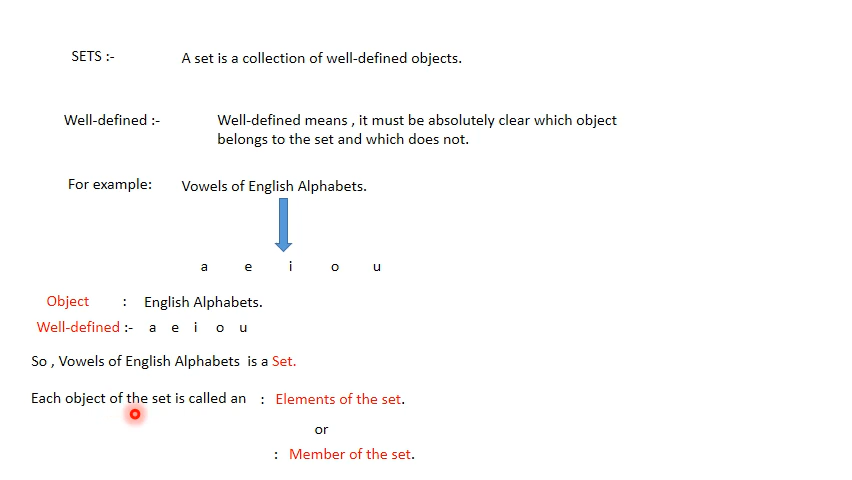 SETS :- A set is a collection of well-defined objects.
Well-defined :- Well-defined means , it must be absolutely clear which object
belongs to the set and which does not.
For example: Vowels of English Alphabets.
a e i o u
Object : English Alphabets.
Well-defined :- a e i o u
So , Vowels of English Alphabets is a Set.
Each object of the set is called an : Elements of the set.
or
: Member of the set.